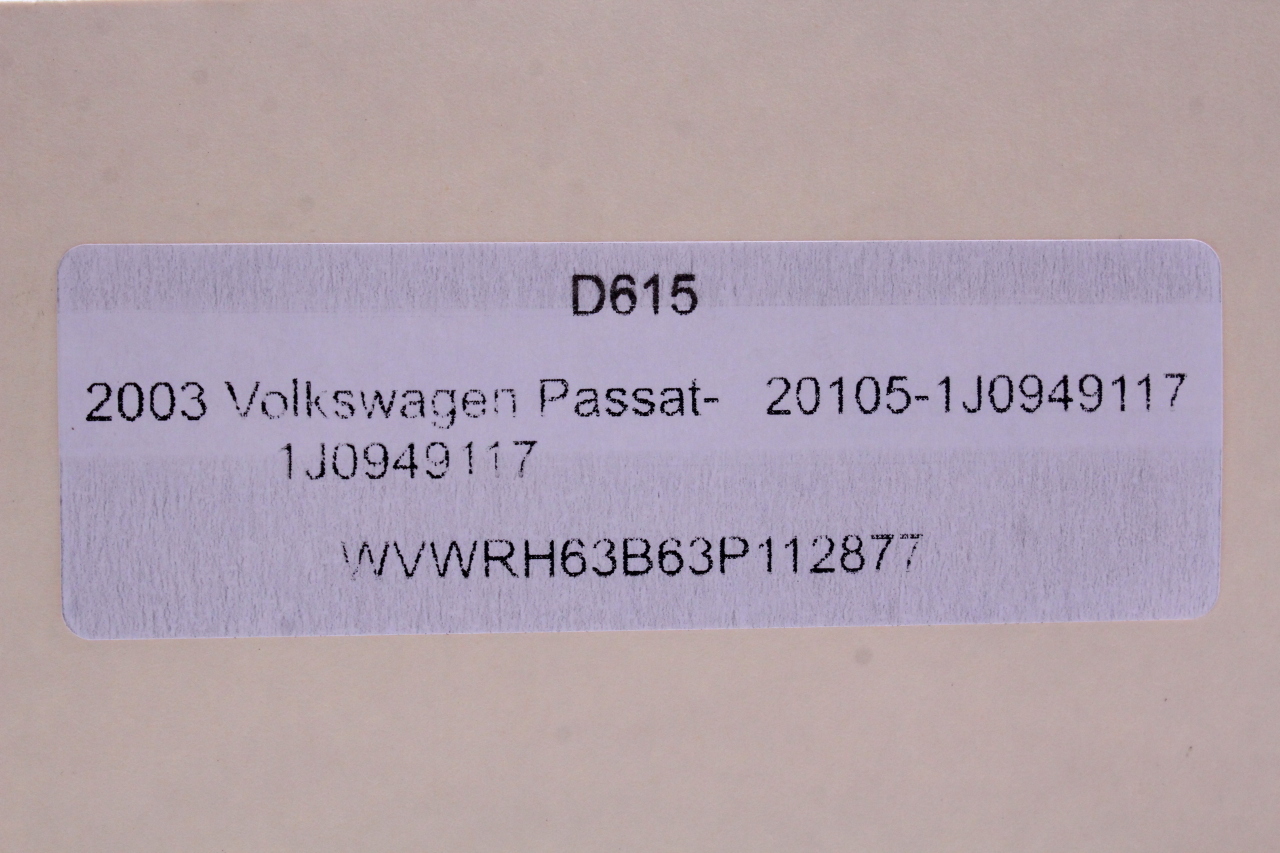 D615
2003 Volkswagen Passat- 20105-1J0949117
1J0949117
WVWRH63B63P112877